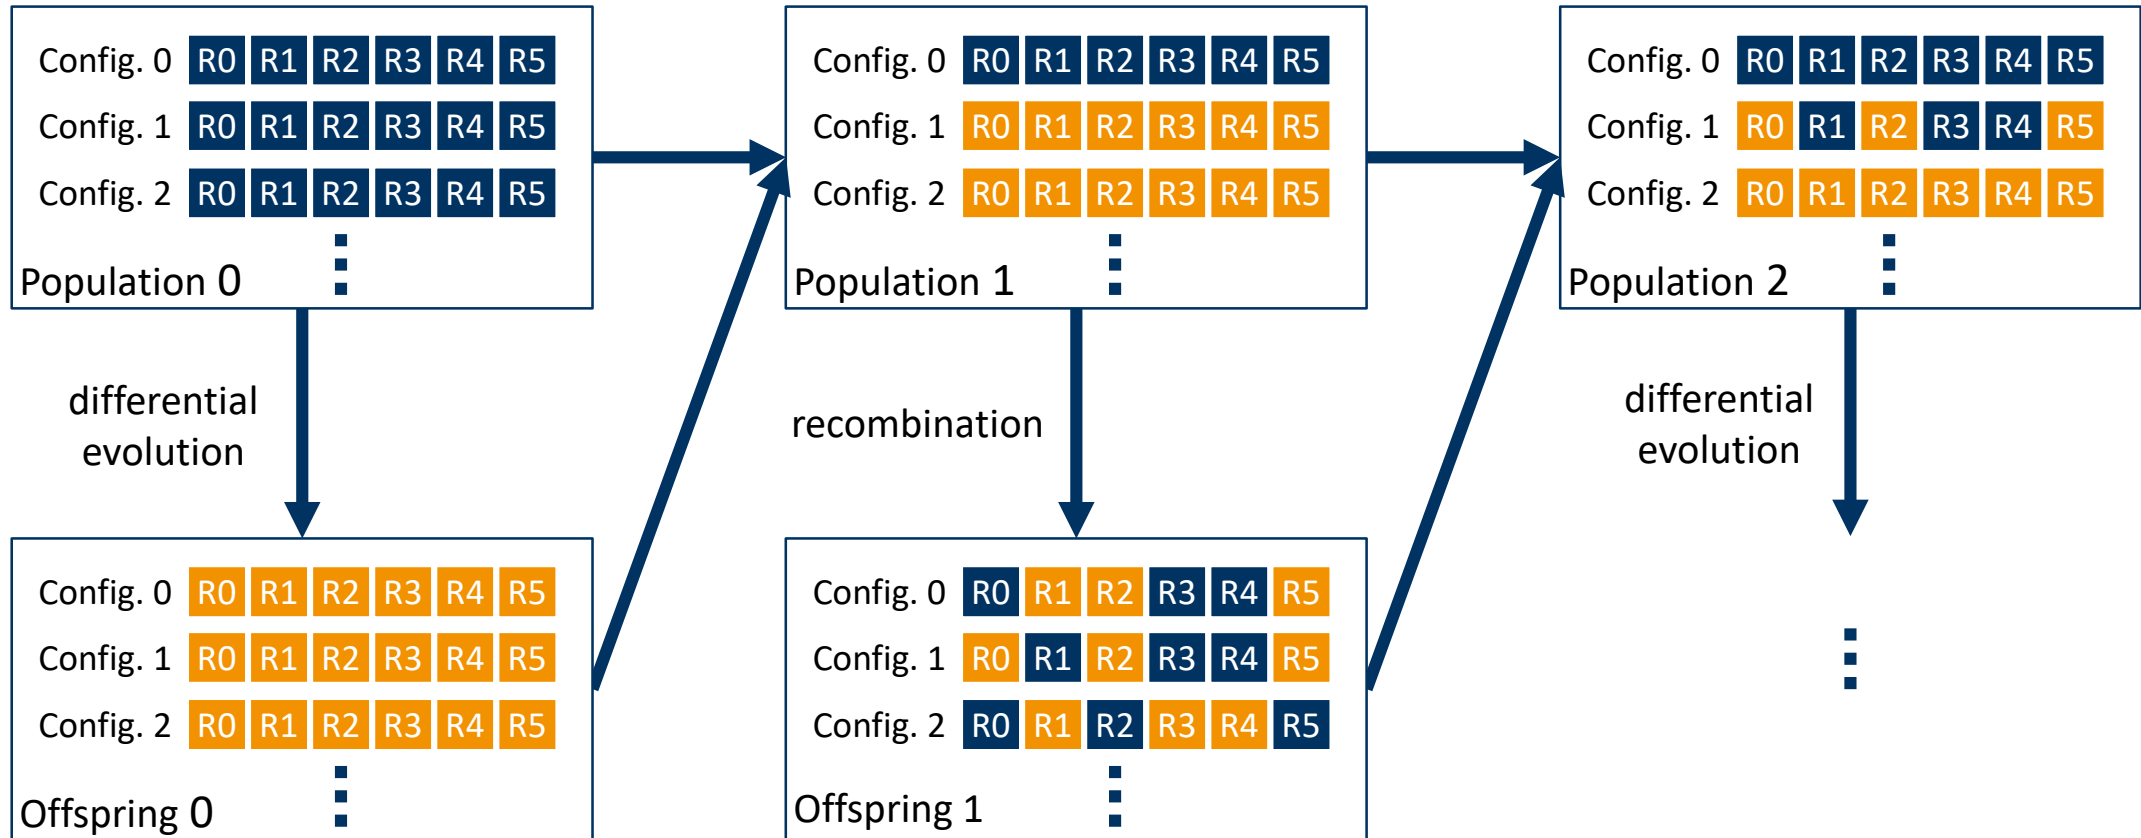 Config. 0 R0 R1 R2 R3 R4 R5
Config. 1 R0 R1 R2 R3 R4 R5
Config. 2 R0 R1 R2 R3 R4 R5
Population 0
Config. 0 R0 R1 R2 R3 R4 R5
Config. 1 R0 R1 R2 R3 R4 R5
Config. 2 R0 R1 R2 R3 R4 R5
Population 1
Config. 0 R0 R1 R2 R3 R4 R5
Config. 1 R0 R1 R2 R3 R4 R5
Config. 2 R0 R1 R2 R3 R4 R5
Population 2
differential
evolution
recombination
differential
evolution
Config. 0 R0 R1 R2 R3 R4 R5
Config. 1 R0 R1 R2 R3 R4 R5
Config. 2 R0 R1 R2 R3 R4 R5
Offspring 0
Config. 0 R0 R1 R2 R3 R4 R5
Config. 1 R0 R1 R2 R3 R4 R5
Config. 2 R0 R1 R2 R3 R4 R5
Offspring 1